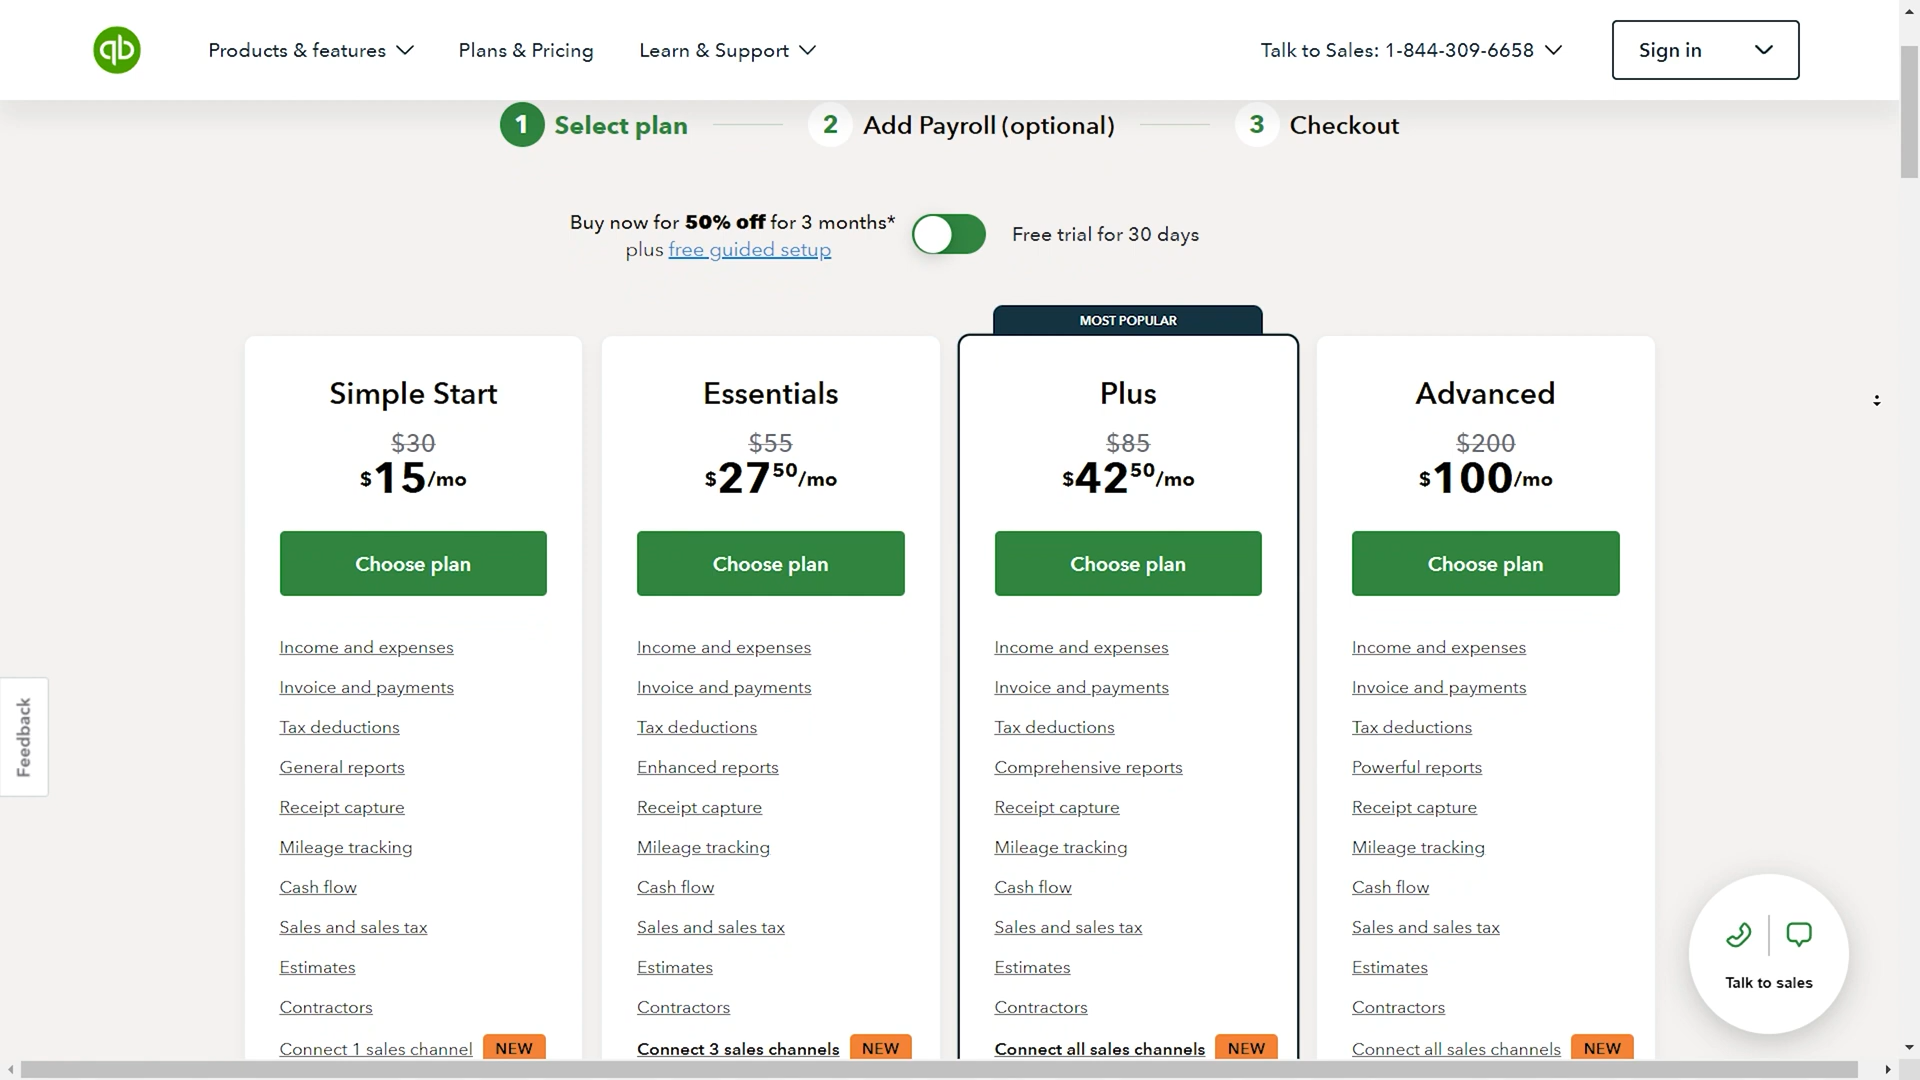 qb
Products & features
Plans & Pricing
Learn & Support
Talk to Sales: 1-844-309-6658
Sign in
1 Select plan
2 Add Payroll (optional)
3 Checkout
Buy now for 50% off for 3 months*
plus free guided setup
Free trial for 30 days
MOST POPULAR
Simple Start
$30
$15/mo
Choose plan
Income and expenses
Invoice and payments
Tax deductions
General reports
Receipt capture
Mileage tracking
Cash flow
Sales and sales tax
Estimates
Contractors
Connect 1 sales channel NEW
Essentials
$55
$2750/mo
Choose plan
Income and expenses
Invoice and payments
Tax deductions
Enhanced reports
Receipt capture
Mileage tracking
Cash flow
Sales and sales tax
Estimates
Contractors
Connect 3 sales channels NEW
Plus
$85
$4250/mo
Choose plan
Income and expenses
Invoice and payments
Tax deductions
Comprehensive reports
Receipt capture
Mileage tracking
Cash flow
Sales and sales tax
Estimates
Contractors
Connect all sales channels NEW
Advanced
$200
$100/mo
Choose plan
Income and expenses
Invoice and payments
Tax deductions
Powerful reports
Receipt capture
Mileage tracking
Cash flow
Sales and sales tax
Estimates
Contractors
Connect all sales channels NEW
Feedback
Talk to sales